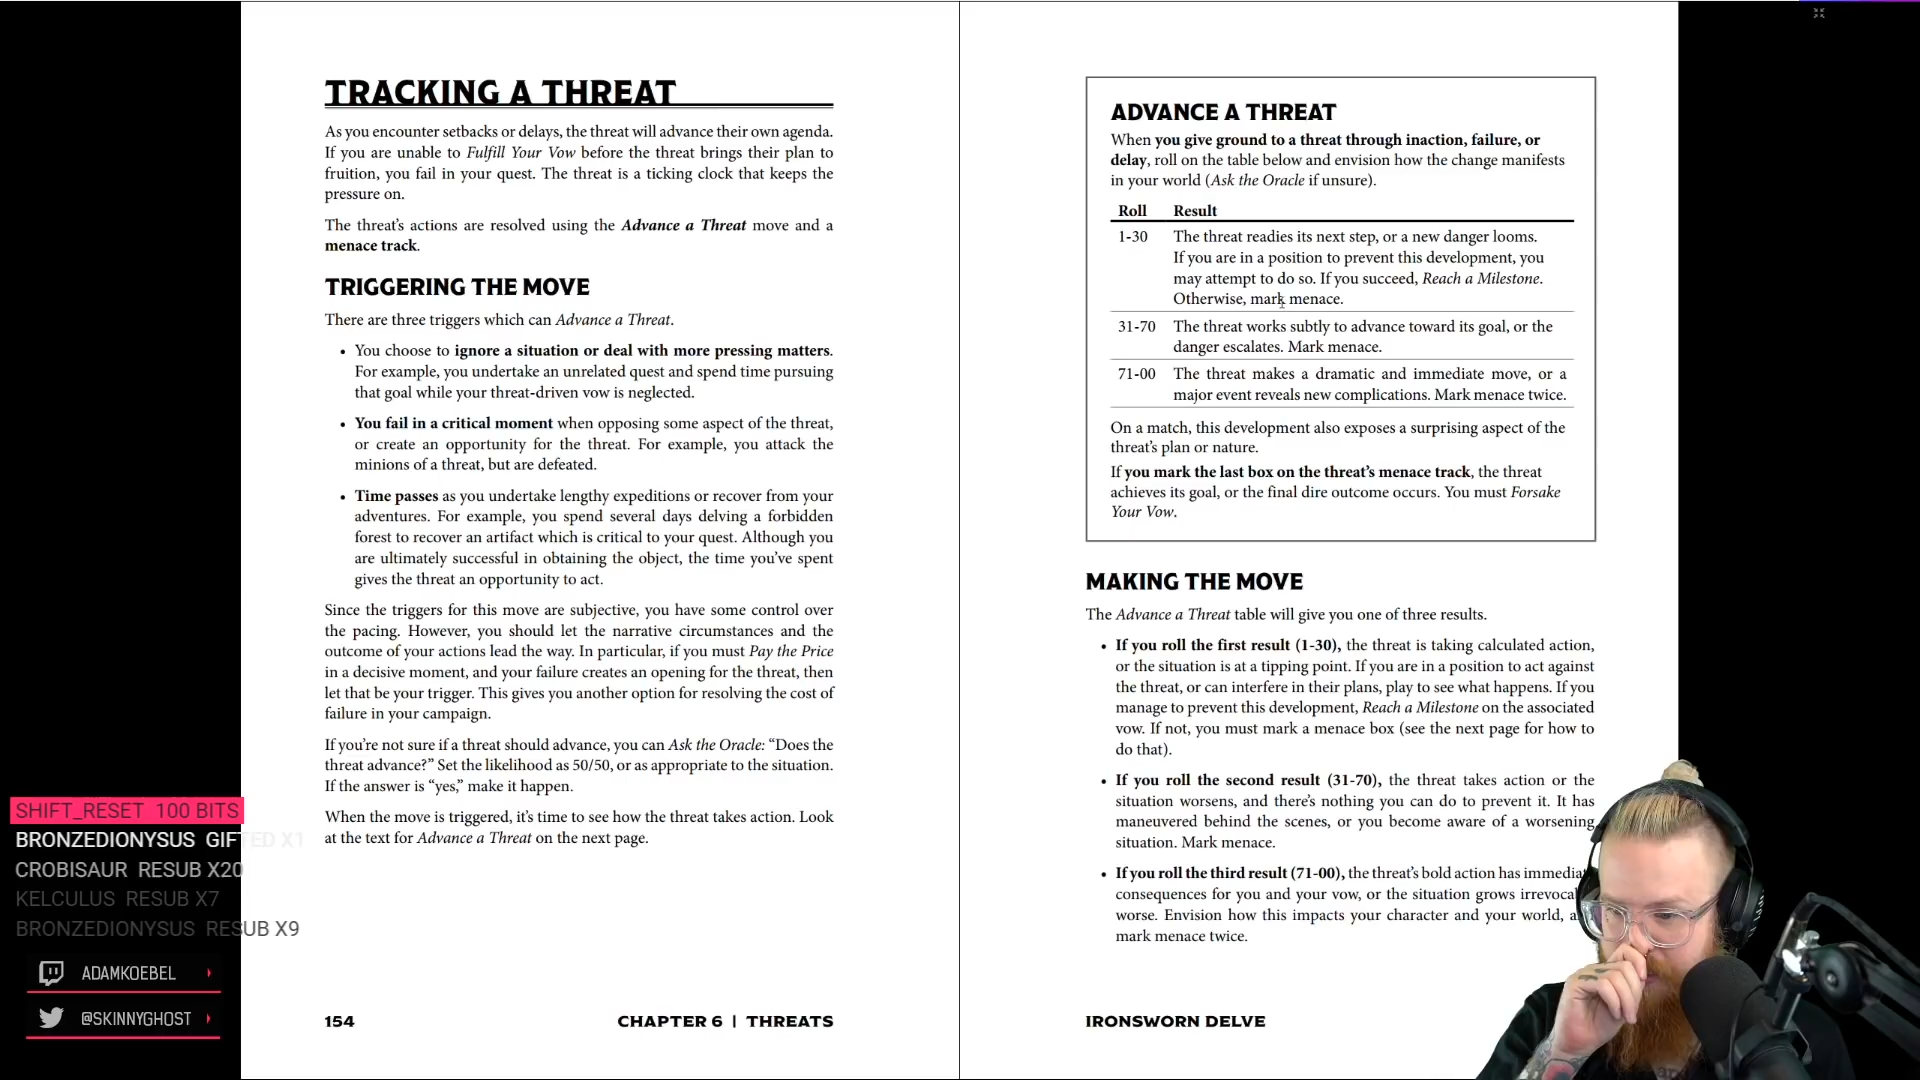 TRACKING A THREAT
As you encounter setbacks or delays, the threat will advance their own agenda.
If you are unable to Fulfill Your Vow before the threat brings their plan to
fruition, you fail in your quest. The threat is a ticking clock that keeps the
pressure on.
The threat's actions are resolved using the Advance a Threat move and a
menace track.
TRIGGERING THE MOVE
There are three triggers which can Advance a Threat.
• You choose to ignore a situation or deal with more pressing matters.
For example, you undertake an unrelated quest and spend time pursuing
that goal while your threat-driven vow is neglected.
• You fail in a critical moment when opposing some aspect of the threat,
or create an opportunity for the threat. For example, you attack the
minions of a threat, but are defeated.
• Time passes as you undertake lengthy expeditions or recover from your
adventures. For example, you spend several days delving a forbidden
forest to recover an artifact which is critical to your quest. Although you
are ultimately successful in obtaining the object, the time you've spent
gives the threat an opportunity to act.
Since the triggers for this move are subjective, you have some control over
the pacing. However, you should let the narrative circumstances and the
outcome of your actions lead the way. In particular, if you must Pay the Price
in a decisive moment, and your failure creates an opening for the threat, then
let that be your trigger. This gives you another option for resolving the cost of
failure in your campaign.
If you're not sure if a threat should advance, you can Ask the Oracle: “Does the
threat advance?” Set the likelihood as 50/50, or as appropriate to the situation.
If the answer is “yes,” make it happen.
When the move is triggered, it's time to see how the threat takes action. Look
at the text for Advance a Threat on the next page.
154
CHAPTER 6 | THREATS
ADVANCE A THREAT
When you give ground to a threat through inaction, failure, or
delay, roll on the table below and envision how the change manifests
in your world (Ask the Oracle if unsure).
Roll Result
1-30 The threat readies its next step, or a new danger looms.
If you are in a position to prevent this development, you
may attempt to do so. If you succeed, Reach a Milestone.
Otherwise, mark menace.
31-70 The threat works subtly to advance toward its goal, or the
danger escalates. Mark menace.
71-00 The threat makes a dramatic and immediate move, or a
major event reveals new complications. Mark menace twice.
On a match, this development also exposes a surprising aspect of the
threat's plan or nature.
If you mark the last box on the threat's menace track, the threat
achieves its goal, or the final dire outcome occurs. You must Forsake
Your Vow.
MAKING THE MOVE
The Advance a Threat table will give you one of three results.
• If you roll the first result (1-30), the threat is taking calculated action,
or the situation is at a tipping point. If you are in a position to act against
the threat, or can interfere in their plans, play to see what happens. If you
manage to prevent this development, Reach a Milestone on the associated
vow. If not, you must mark a menace box (see the next page for how to
do that).
• If you roll the second result (31-70), the threat takes action or the
situation worsens, and there's nothing you can do to prevent it. It has
maneuvered behind the scenes, or you become aware of a worsening
situation. Mark menace.
• If you roll the third result (71-00), the threat's bold action has immediat
consequences for you and your vow, or the situation grows irrevocab
worse. Envision how this impacts your character and your world, a
mark menace twice.
IRONSWORN DELVE
SHIFT_RESET 100 BITS
BRONZEDIONYSUS GIFTED X1
CROBISAUR RESUB X20
KELCULUS RESUB X7
BRONZEDIONYSUS RESUB X9
ADAMKOEBEL
@SKINNYGHOST